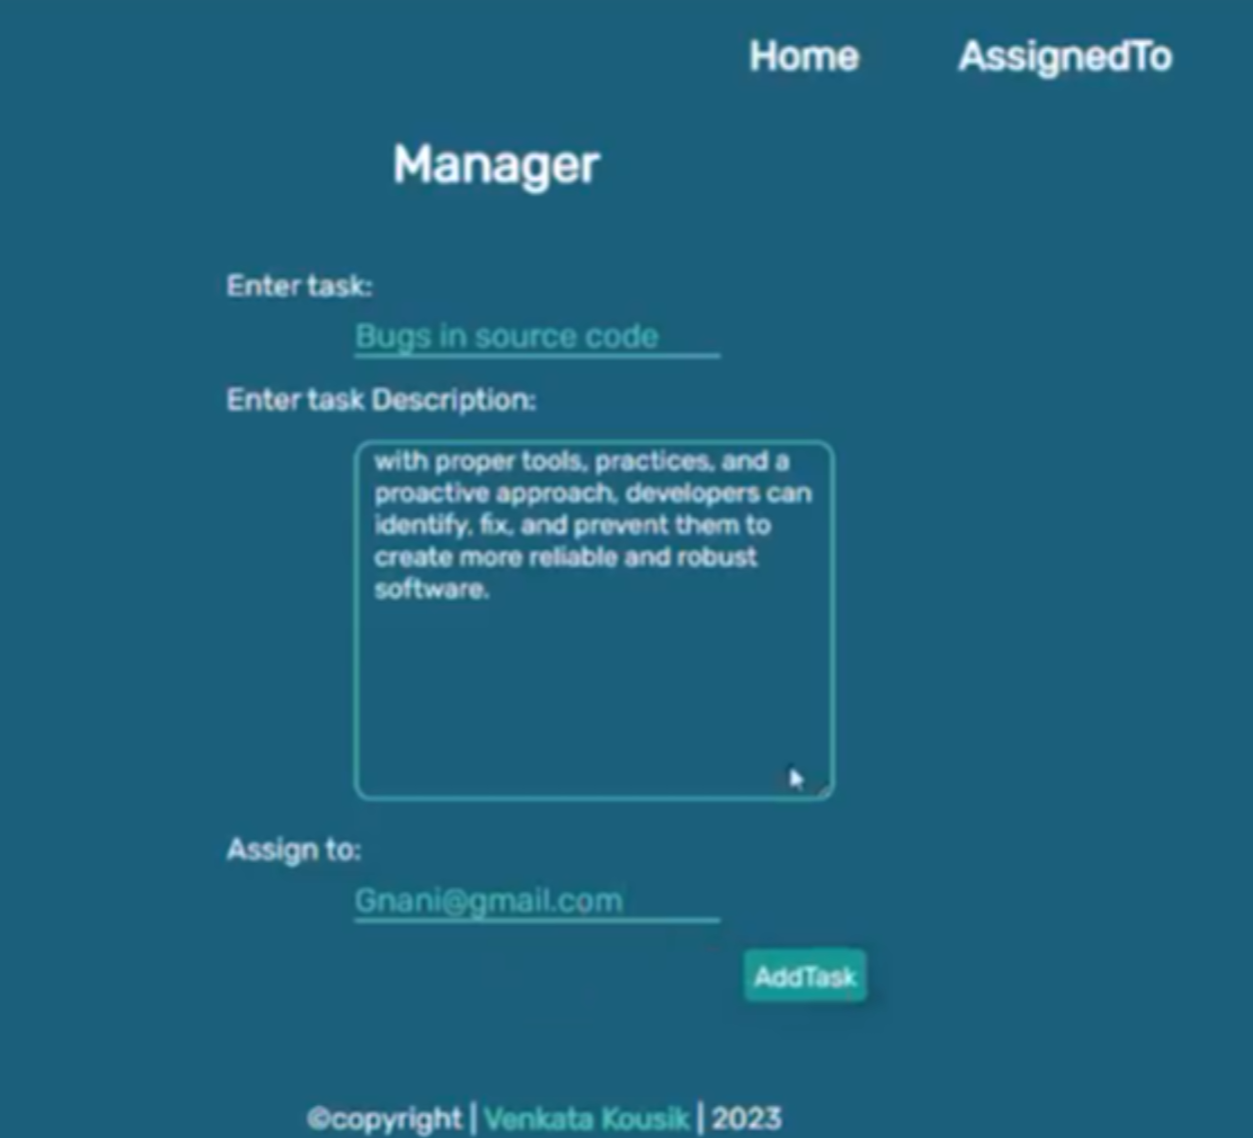 Home AssignedTo
Manager
Enter task:
Bugs in source code
Enter task Description:
with proper tools, practices, and a
proactive approach, developers can
identify, fix, and prevent them to
create more reliable and robust
software.
Assign to:
Gnani@gmail.com
AddTask
©copyright | Venkata Kousik | 2023